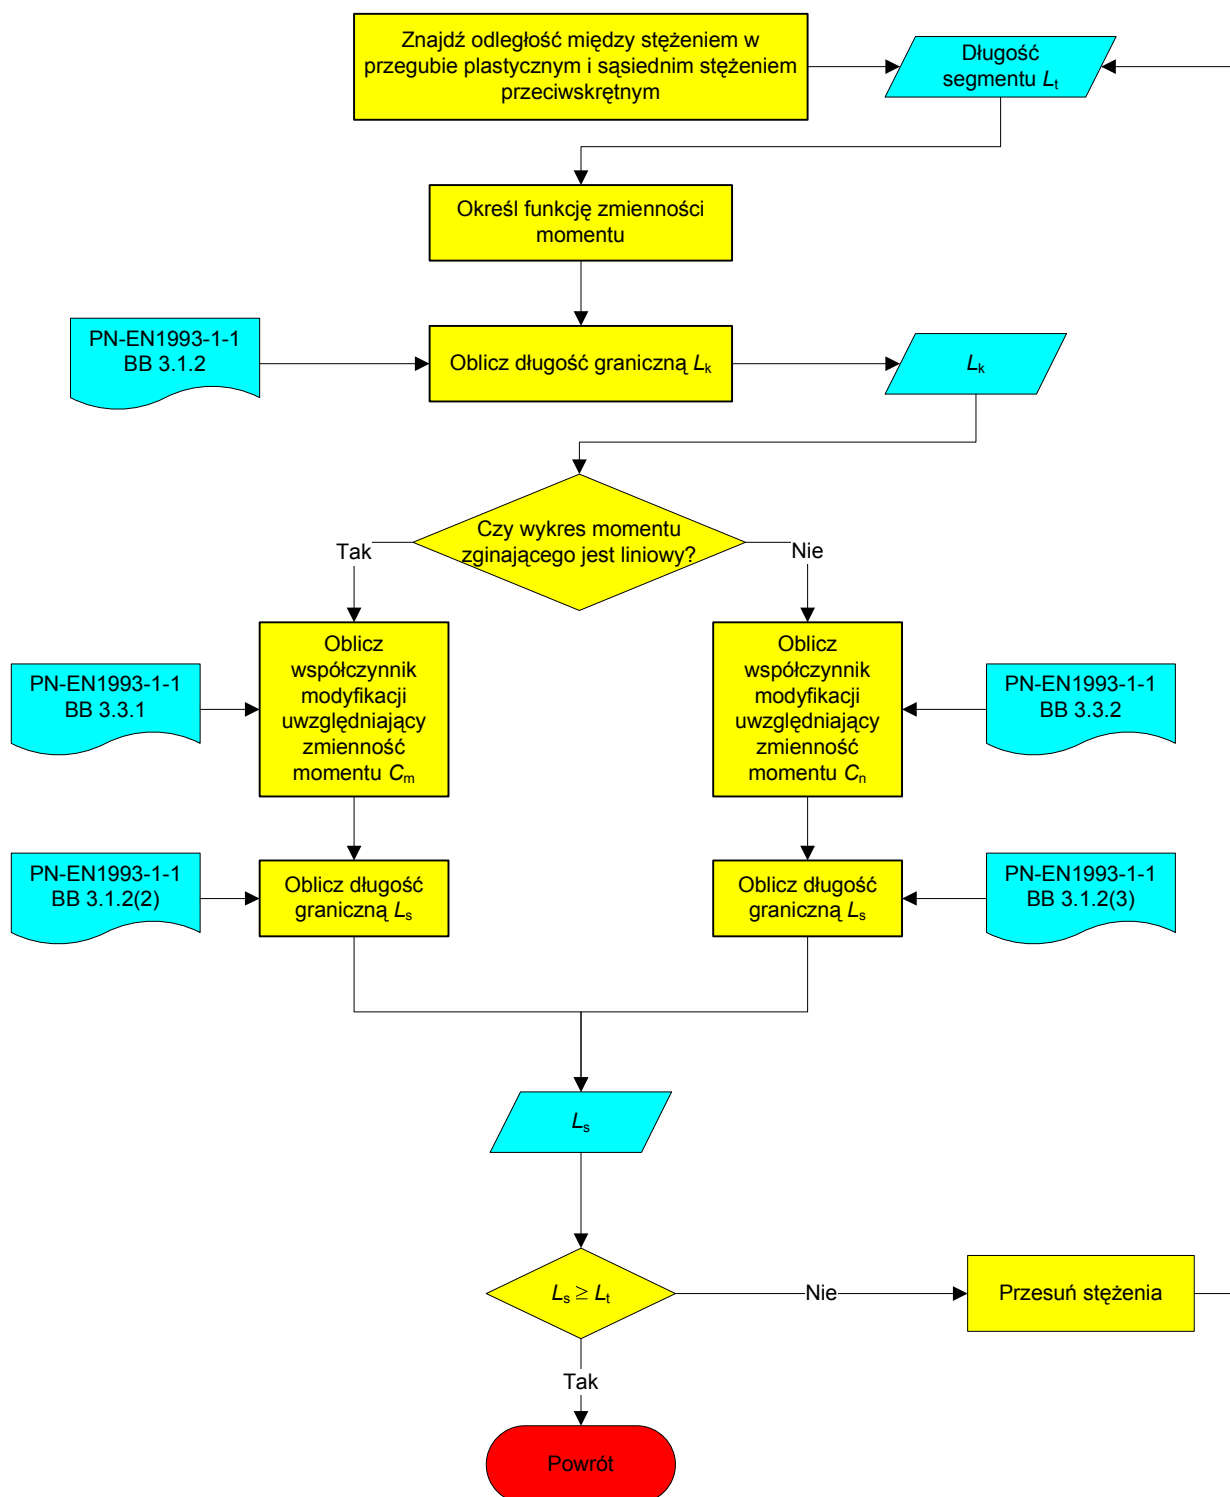 Znajdź odległość między stężeniem w
przegubie plastycznym i sąsiednim stężeniem
przeciwskrętnym
Długość
segmentu Lt
Określ funkcję zmienności
momentu
PN-EN1993-1-1
BB 3.1.2
Oblicz długość graniczną Lk
Lk
Czy wykres momentu
zginającego jest liniowy?
Tak
Nie
Oblicz
współczynnik
modyfikacji
uwzględniający
zmienność
momentu Cm
PN-EN1993-1-1
BB 3.3.1
Oblicz
współczynnik
modyfikacji
uwzględniający
zmienność
momentu Cn
PN-EN1993-1-1
BB 3.3.2
PN-EN1993-1-1
BB 3.1.2(2)
Oblicz długość
graniczną Ls
Oblicz długość
graniczną Ls
PN-EN1993-1-1
BB 3.1.2(3)
Ls
Ls ≥ Lt
Nie
Przesuń stężenia
Tak
Powrót